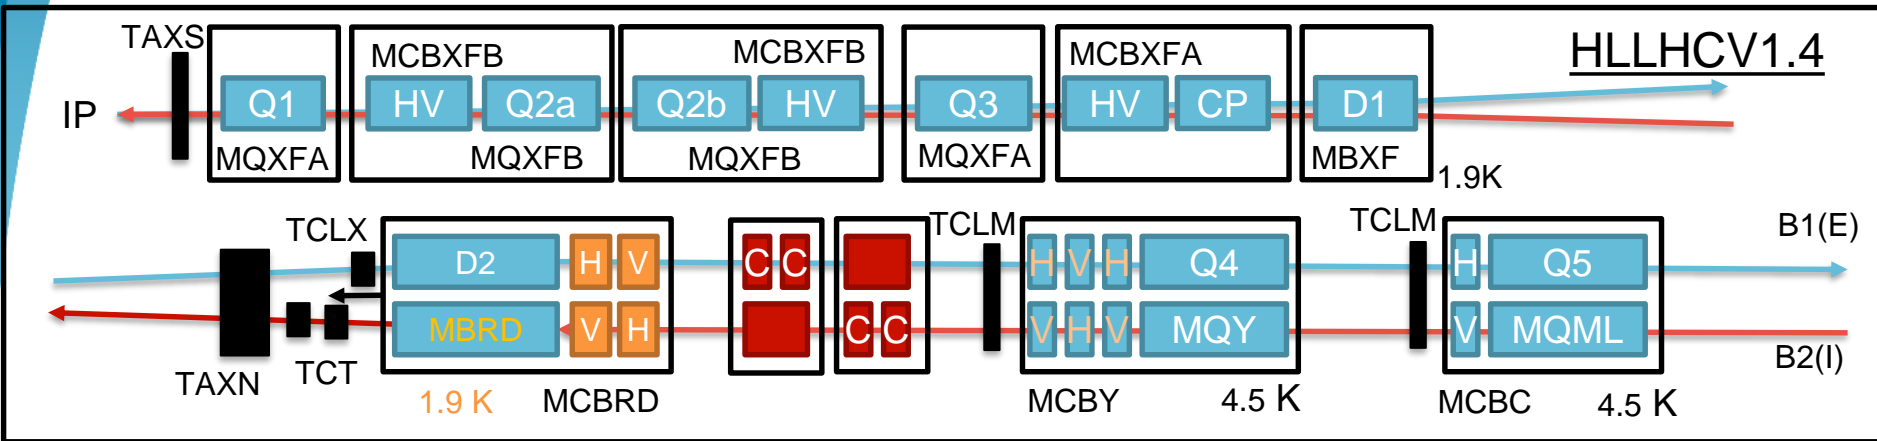 HLLHCV1.4
TAXS
MCBXFB
MCBXFB
MCBXFA
IP
Q1
HV
Q2a
Q2b
HV
Q3
HV
CP
D1
MQXFA
MQXFB
MQXFB
MQXFA
MBXF
1.9K
TCLX
TCLM
TCLM
B1(E)
D2
H
V
C
C
H
V
H
Q4
H
Q5
MBRD
V
H
C
C
V
H
V
MQY
V
MQML
B2(I)
TAXN
TCT
1.9 K
MCBRD
MCBY
4.5 K
MCBC
4.5 K